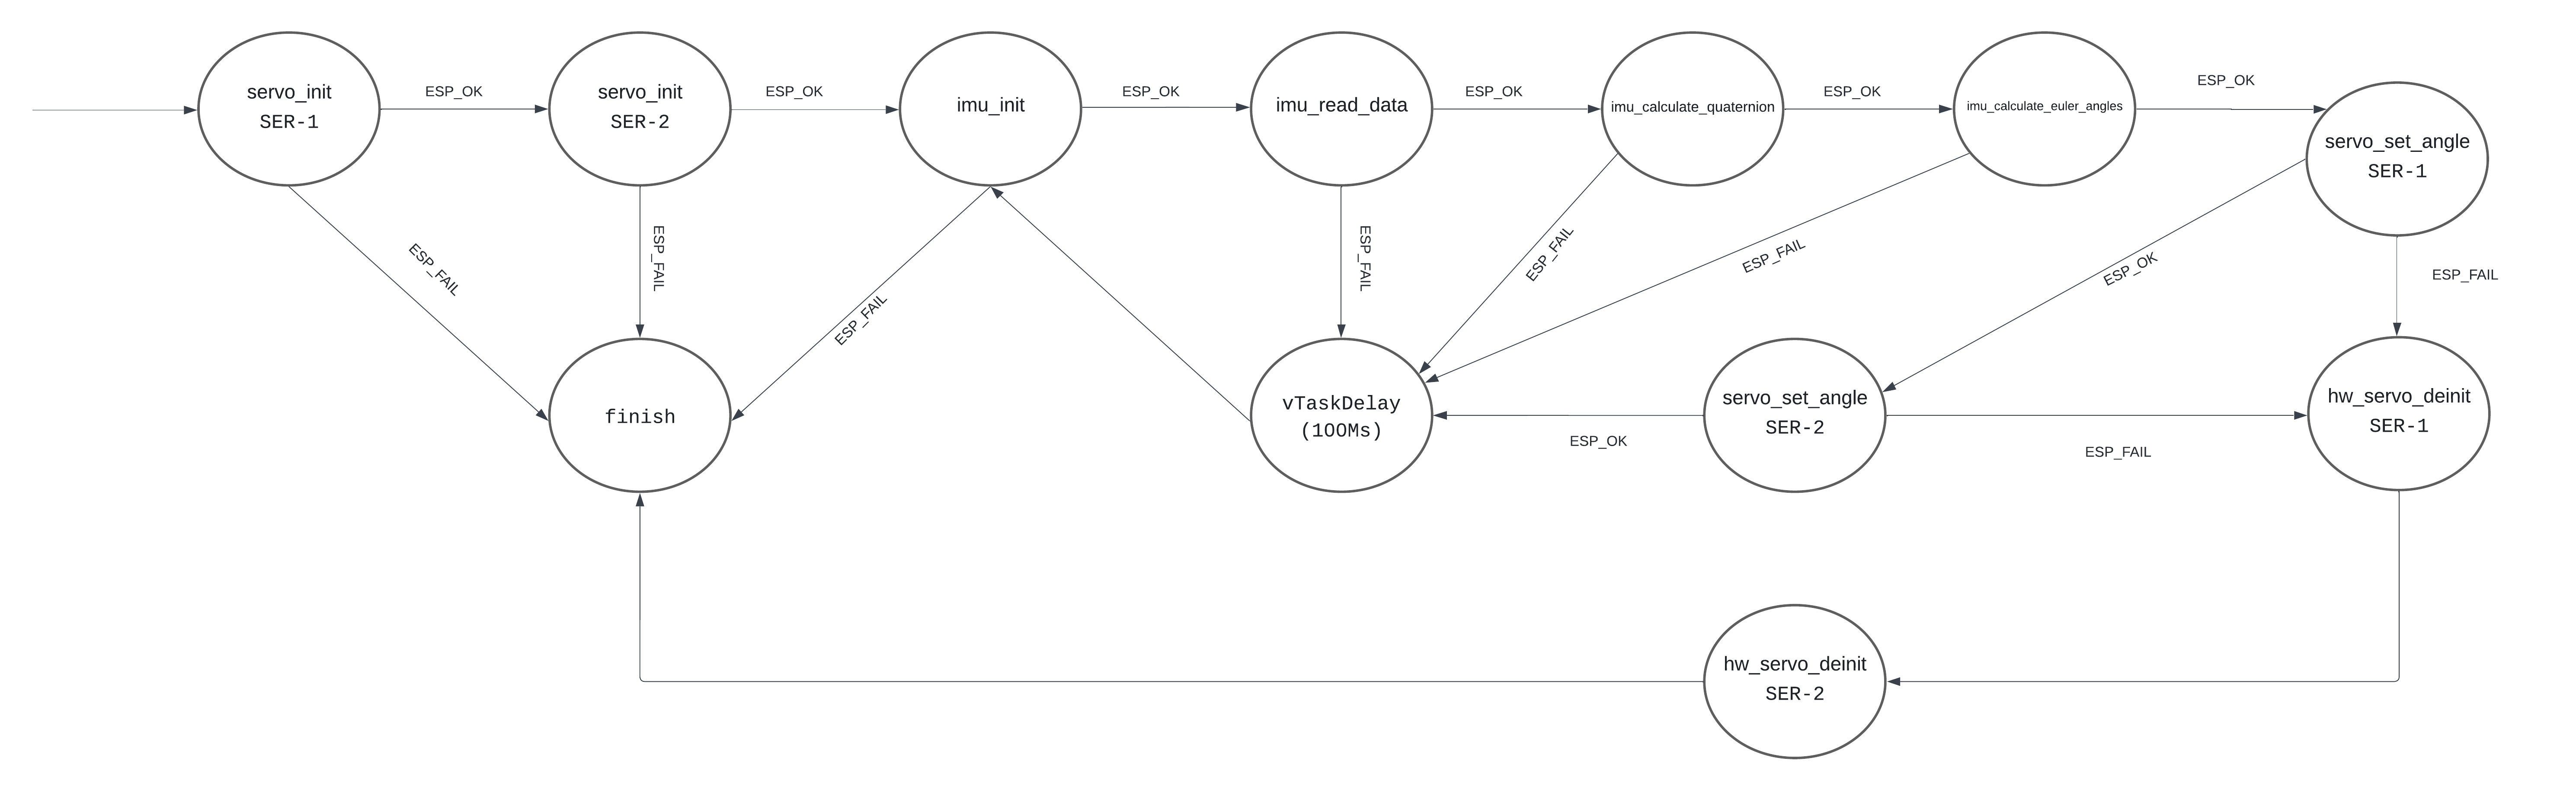 servo_init
SER-1
ESP_OK
servo_init
SER-2
ESP_OK
imu_init
ESP_OK
imu_read_data
ESP_OK
imu_calculate_quaternion
ESP_OK
imu_calculate_euler_angles
ESP_OK
servo_set_angle
SER-1
ESP_FAIL
ESP_FAIL
ESP_FAIL
ESP_FAIL
ESP_FAIL
ESP_FAIL
ESP_OK
ESP_FAIL
finish
vTaskDelay
(100Ms)
ESP_OK
servo_set_angle
SER-2
ESP_FAIL
hw_servo_deinit
SER-1
hw_servo_deinit
SER-2